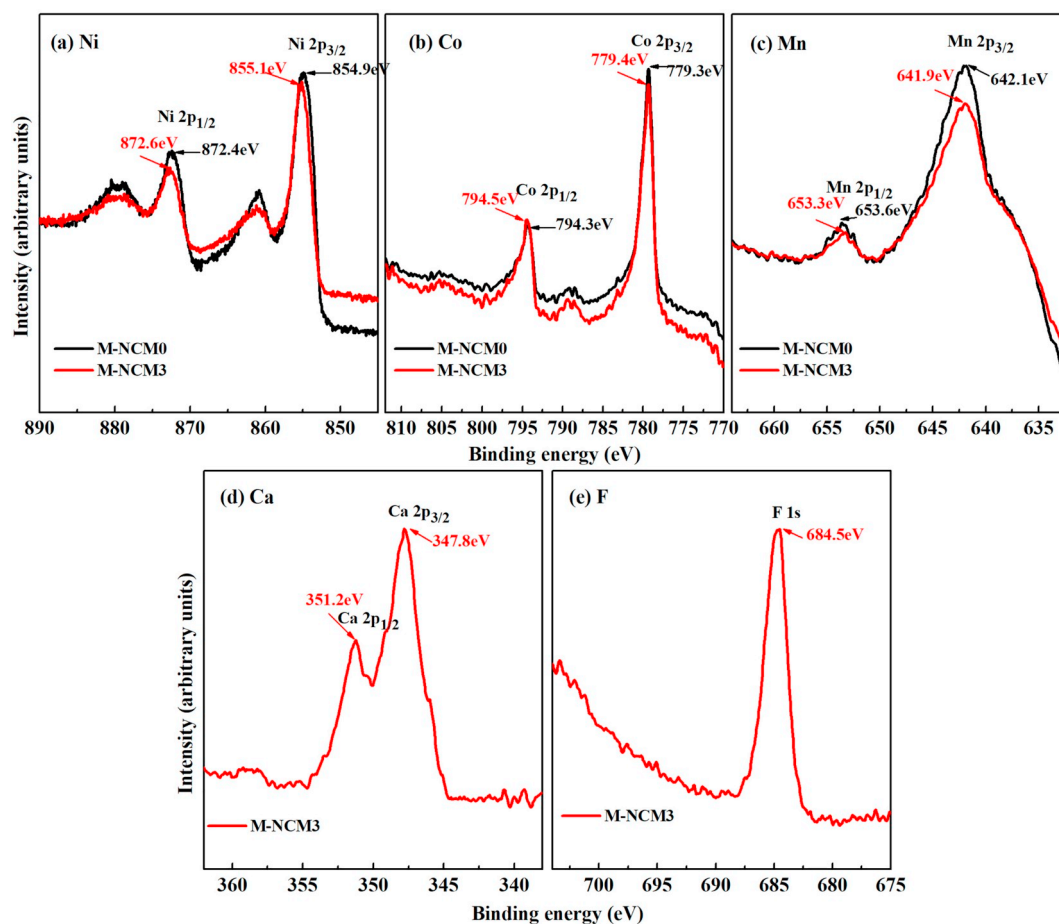 (a) Ni
Ni 2p3/2
855.1eV
854.9eV
Ni 2p1/2
872.6eV
872.4eV
M-NCM0
M-NCM3
890 880 870 860 850
Intensity (arbitrary units)
(b) Co
Co 2p3/2
779.4eV
779.3eV
Co 2p1/2
794.5eV
794.3eV
M-NCM0
M-NCM3
810 805 800 795 790 785 780 775 770
Binding energy (eV)
(c) Mn
Mn 2p3/2
641.9eV
642.1eV
Mn 2p1/2
653.3eV
653.6eV
M-NCM0
M-NCM3
660 655 650 645 640 635
(d) Ca
Ca 2p3/2
347.8eV
351.2eV
Ca 2p1/2
M-NCM3
360 355 350 345 340
Intensity (arbitrary units)
Binding energy (eV)
(e) F
F 1s
684.5eV
M-NCM3
700 695 690 685 680 675
Binding energy (eV)